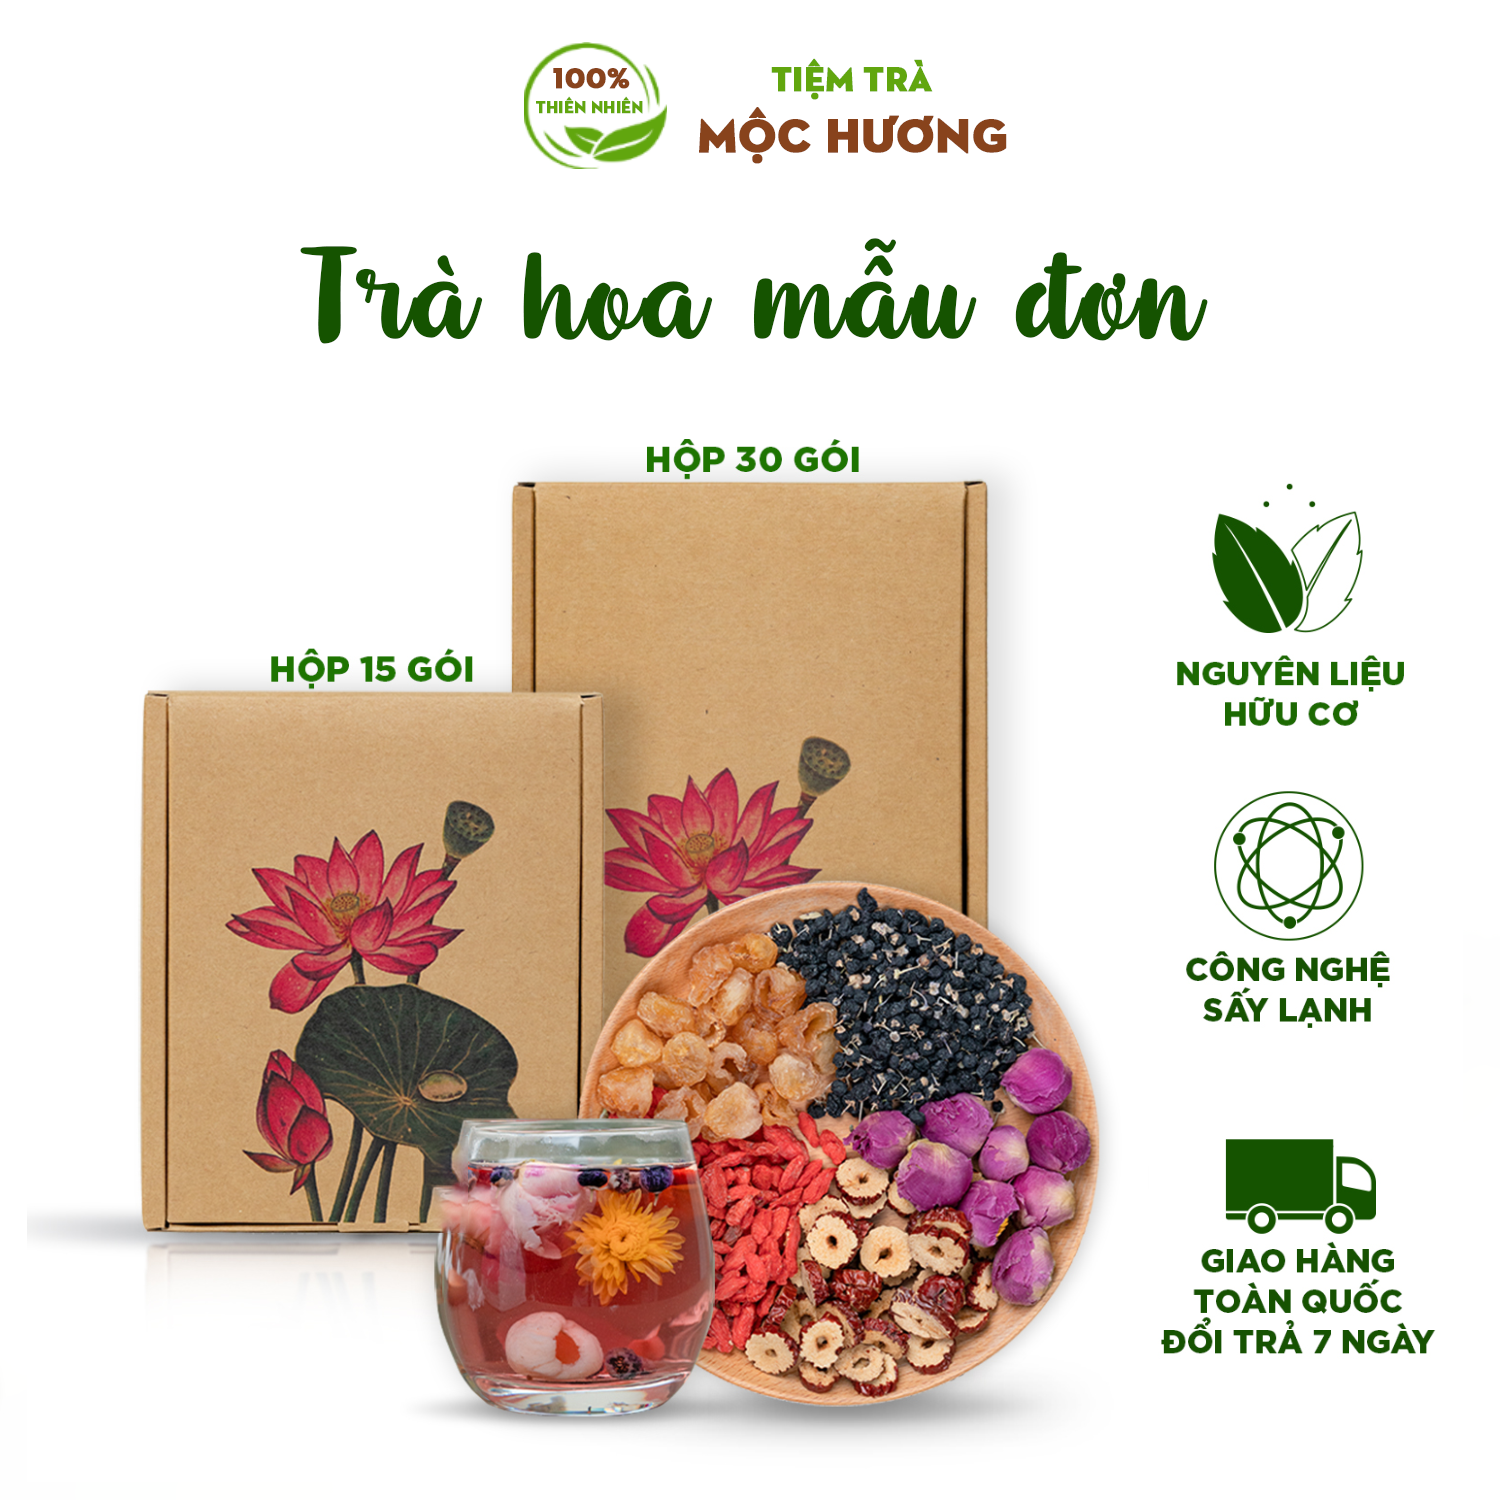 100%
THIÊN NHIÊN
TIỆM TRÀ
MỘC HƯƠNG
Trà hoa mẫu đơn
HỘP 30 GÓI
HỘP 15 GÓI
NGUYÊN LIỆU
HỮU CƠ
CÔNG NGHỆ
SẤY LẠNH
GIAO HÀNG
TOÀN QUỐC
ĐỔI TRẢ 7 NGÀY